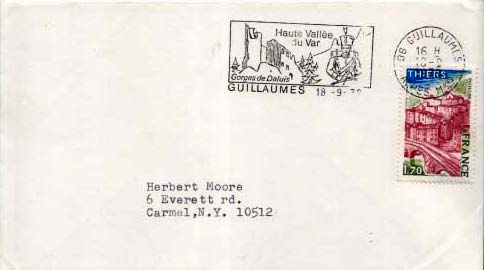 Haute Vallée
du Var
Gorges de Daluis
GUILLAUMES 18-9-
06 GUILLAUMES
16 H
THIERS
FRANCE
1,70
Herbert Moore
6 Everett rd.
Carmel,N.Y. 10512